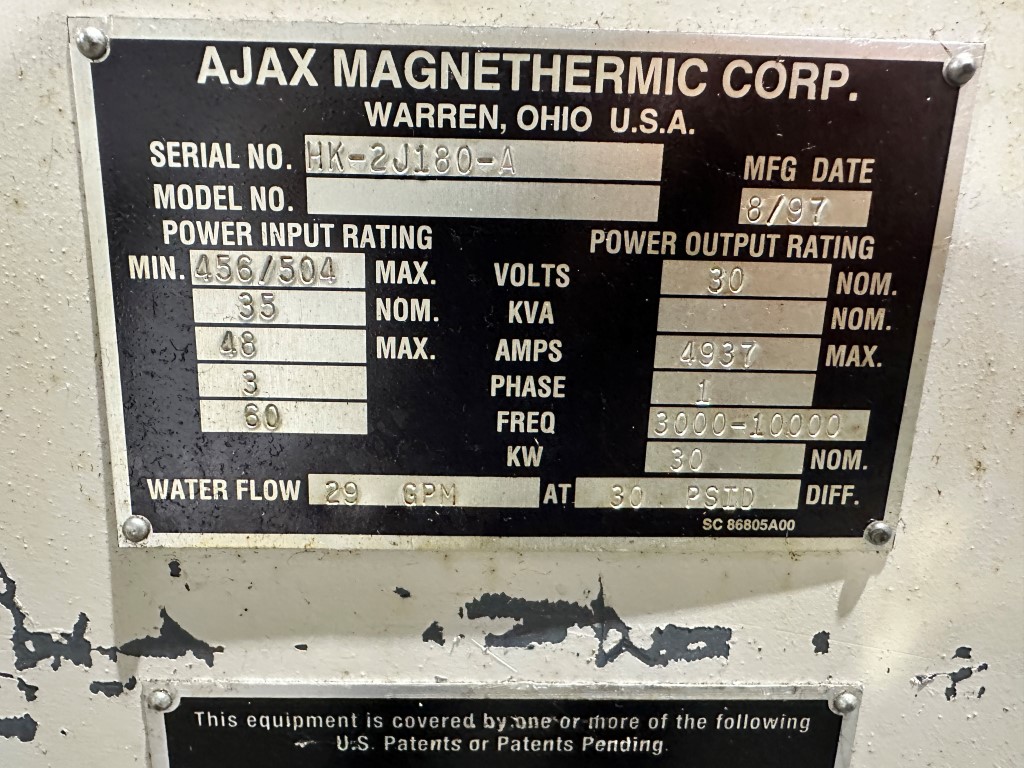 AJAX MAGNETHERMIC CORP.
WARREN, OHIO U.S.A.
SERIAL NO. HK-2J180-A
MFG DATE
MODEL NO.
8/97
POWER INPUT RATING
POWER OUTPUT RATING
MIN. 456/504 MAX. VOLTS 30 NOM.
35 NOM. KVA NOM.
48 MAX. AMPS 4937 MAX.
3 PHASE 1
60 FREQ 3000-10000
KW 30 NOM.
WATER FLOW 29 GPM AT 30 PSID DIFF.
SC 86805A00
This equipment is covered by one or more of the following
U.S. Patents or Patents Pending.